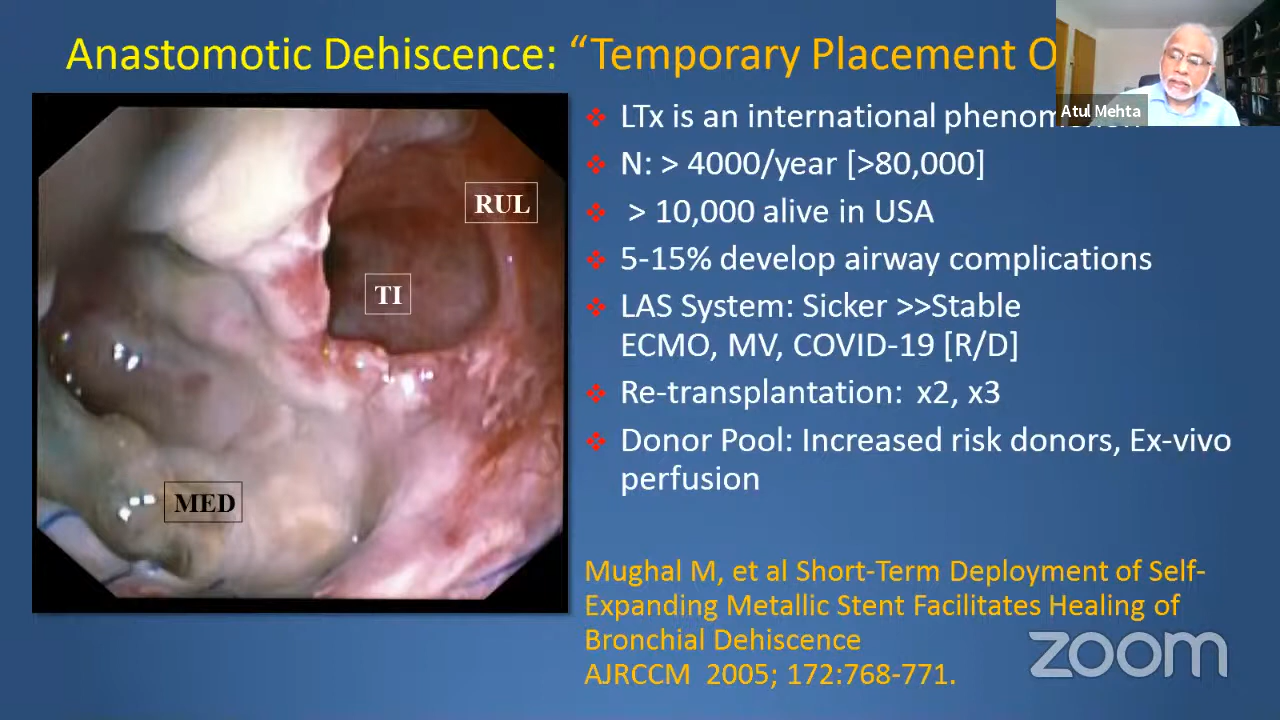 Anastomotic Dehiscence: “Temporary Placement O
Atul Mehta
RUL
TI
MED
❖ LTx is an international
❖ N: > 4000/year [>80,000]
❖ > 10,000 alive in USA
❖ 5-15% develop airway complications
❖ LAS System: Sicker >>Stable
ECMO, MV, COVID-19 [R/D]
❖ Re-transplantation: x2, x3
❖ Donor Pool: Increased risk donors, Ex-vivo
perfusion
Mughal M, et al Short-Term Deployment of Self-
Expanding Metallic Stent Facilitates Healing of
Bronchial Dehiscence
AJRCCM 2005; 172:768-771.
zoom